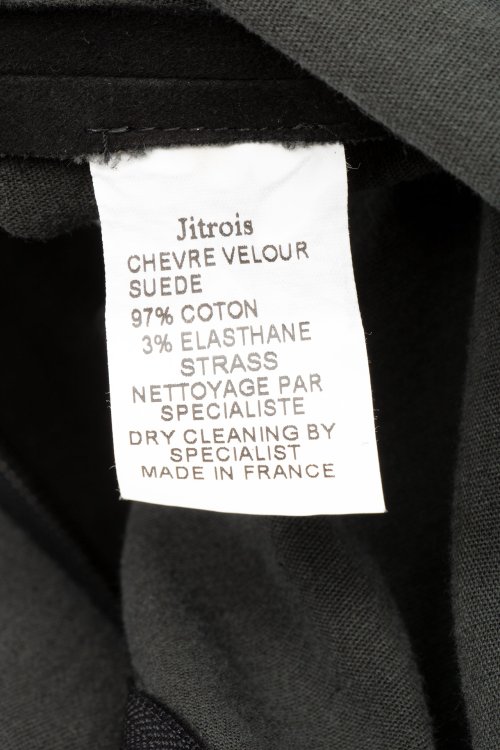 Jitrois
CHEVRE VELOUR
SUEDE
97% COTON
3% ELASTHANE
STRASS
NETTOYAGE PAR
SPECIALISTE
DRY CLEANING BY
SPECIALIST
MADE IN FRANCE